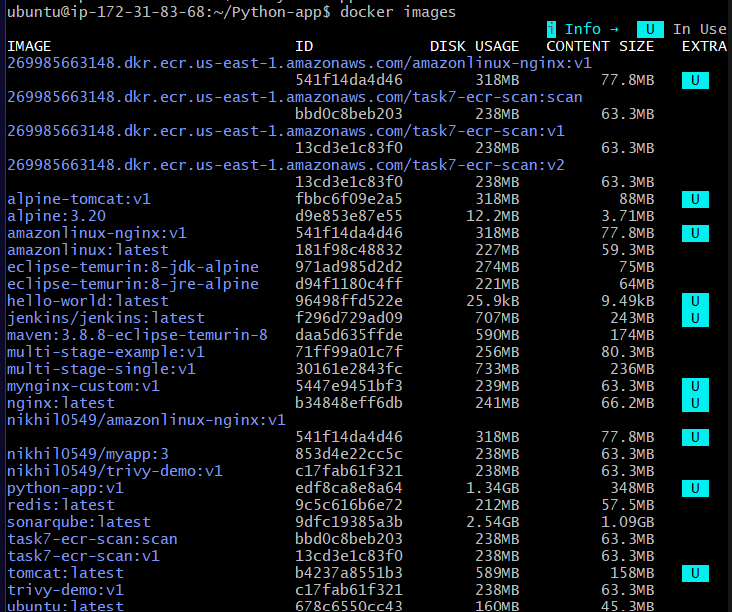 ubuntu@ip-172-31-83-68:~/Python-app$ docker images
i Info → U In Use
IMAGE ID DISK USAGE CONTENT SIZE EXTRA
269985663148.dkr.ecr.us-east-1.amazonaws.com/amazonlinux-nginx:v1
541f14da4d46 318MB 77.8MB U
269985663148.dkr.ecr.us-east-1.amazonaws.com/task7-ecr-scan:scan
bbd0c8beb203 238MB 63.3MB
269985663148.dkr.ecr.us-east-1.amazonaws.com/task7-ecr-scan:v1
13cd3e1c83f0 238MB 63.3MB
269985663148.dkr.ecr.us-east-1.amazonaws.com/task7-ecr-scan:v2
13cd3e1c83f0 238MB 63.3MB
alpine-tomcat:v1 fbbc6f09e2a5 318MB 88MB U
alpine:3.20 d9e853e87e55 12.2MB 3.71MB
amazonlinux-nginx:v1 541f14da4d46 318MB 77.8MB U
amazonlinux:latest 181f98c48832 227MB 59.3MB
eclipse-temurin:8-jdk-alpine 971ad985d2d2 274MB 75MB
eclipse-temurin:8-jre-alpine d94f1180c4ff 221MB 64MB
hello-world:latest 96498ffd522e 25.9kB 9.49kB U
jenkins/jenkins:latest f296d729ad09 707MB 243MB U
maven:3.8.8-eclipse-temurin-8 daa5d635ffde 590MB 174MB
multi-stage-example:v1 71ff99a01c7f 256MB 80.3MB
multi-stage-single:v1 30161e2843fc 733MB 236MB
mynginx-custom:v1 5447e9451bf3 239MB 63.3MB U
nginx:latest b34848eff6db 241MB 66.2MB U
nikhil0549/amazonlinux-nginx:v1
541f14da4d46 318MB 77.8MB U
nikhil0549/myapp:3 853d4e22cc5c 238MB 63.3MB
nikhil0549/trivy-demo:v1 c17fab61f321 238MB 63.3MB
python-app:v1 edf8ca8e8a64 1.34GB 348MB U
redis:latest 9c5c616b6e72 212MB 57.5MB
sonarqube:latest 9dfc19385a3b 2.54GB 1.09GB
task7-ecr-scan:scan bbd0c8beb203 238MB 63.3MB
task7-ecr-scan:v1 13cd3e1c83f0 238MB 63.3MB
tomcat:latest b4237a8551b3 589MB 158MB U
trivy-demo:v1 c17fab61f321 238MB 63.3MB
ubuntu:latest 678c6550cc43 160MB 45.3MB